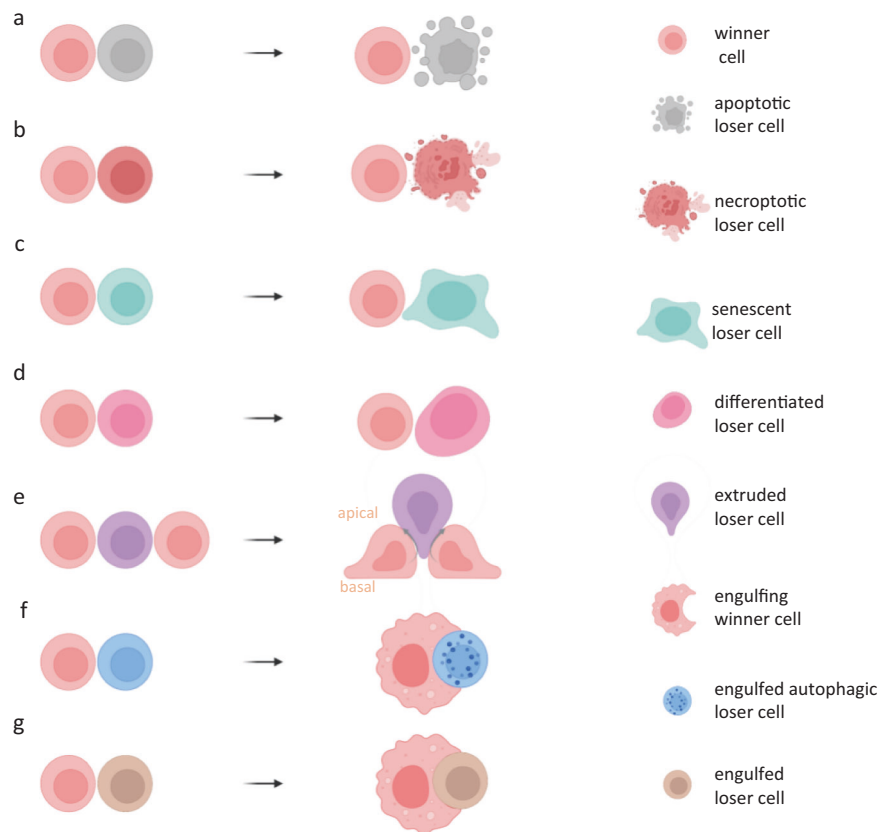 a
winner
cell
apoptotic
loser cell
b
necroptotic
loser cell
c
senescent
loser cell
d
differentiated
loser cell
e
apical
basal
extruded
loser cell
engulfing
winner cell
f
engulfed autophagic
loser cell
g
engulfed
loser cell